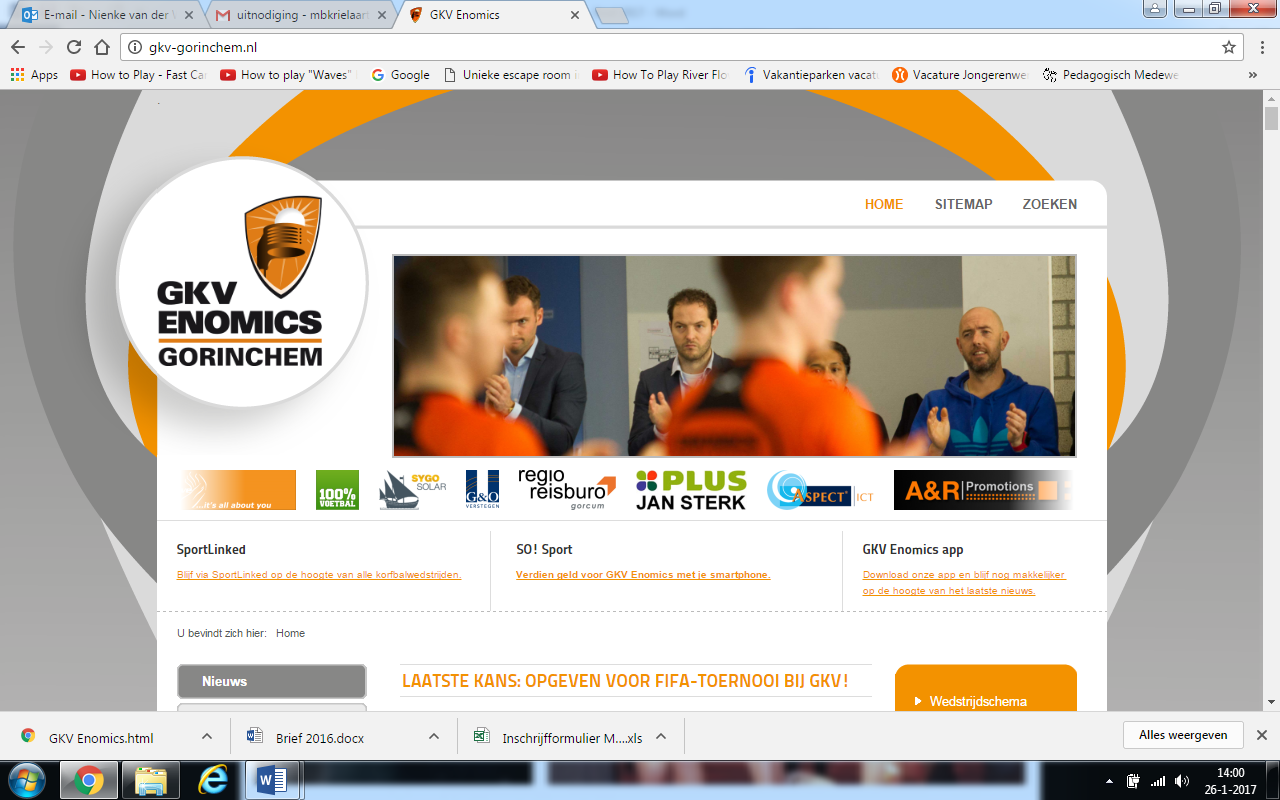 E-mail - Nienke van der
uitnodiging - mbkrielaart
GKV Enomics
gkv-gorinchem.nl
Apps
How to Play - Fast Car
How to play "Waves"
Google
Unieke escape room i
How To Play River Flo
Vakantieparken vacatu
Vacature Jongerenwe
Pedagogisch Medewe
HOME
SITEMAP
ZOEKEN
GKV
ENOMICS
GORINCHEM
...it's all about you
100%
VOETBAL
SYGO
SOLAR
G&O
VERSTEGEN
regio
reisburo
gorcum
PLUS
JAN STERK
ASPECT ICT
A&R Promotions
SportLinked
Blijf via SportLinked op de hoogte van alle korfbalwedstrijden.
SO! Sport
Verdien geld voor GKV Enomics met je smartphone.
GKV Enomics app
Download onze app en blijf nog makkelijker
op de hoogte van het laatste nieuws.
U bevindt zich hier: Home
Nieuws
LAATSTE KANS: OPGEVEN VOOR FIFA-TOERNOOI BIJ GKV!
Wedstrijdschema
GKV Enomics.html
Brief 2016.docx
Inschrijfformulier M....xls
Alles weergeven
14:00
26-1-2017